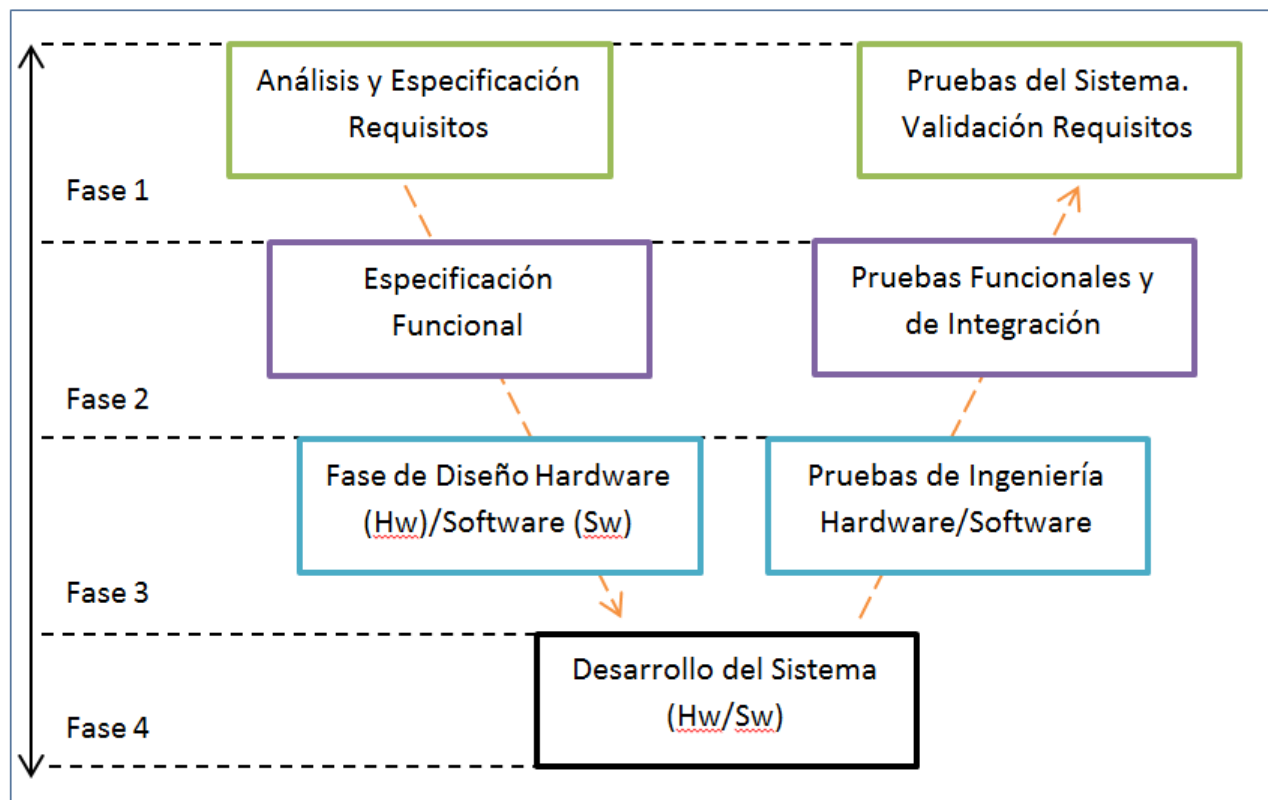 Análisis y Especificación
Requisitos
Pruebas del Sistema.
Validación Requisitos
Fase 1
Especificación
Funcional
Pruebas Funcionales y
de Integración
Fase 2
Fase de Diseño Hardware
(Hw)/Software (Sw)
Pruebas de Ingeniería
Hardware/Software
Fase 3
Desarrollo del Sistema
(Hw/Sw)
Fase 4